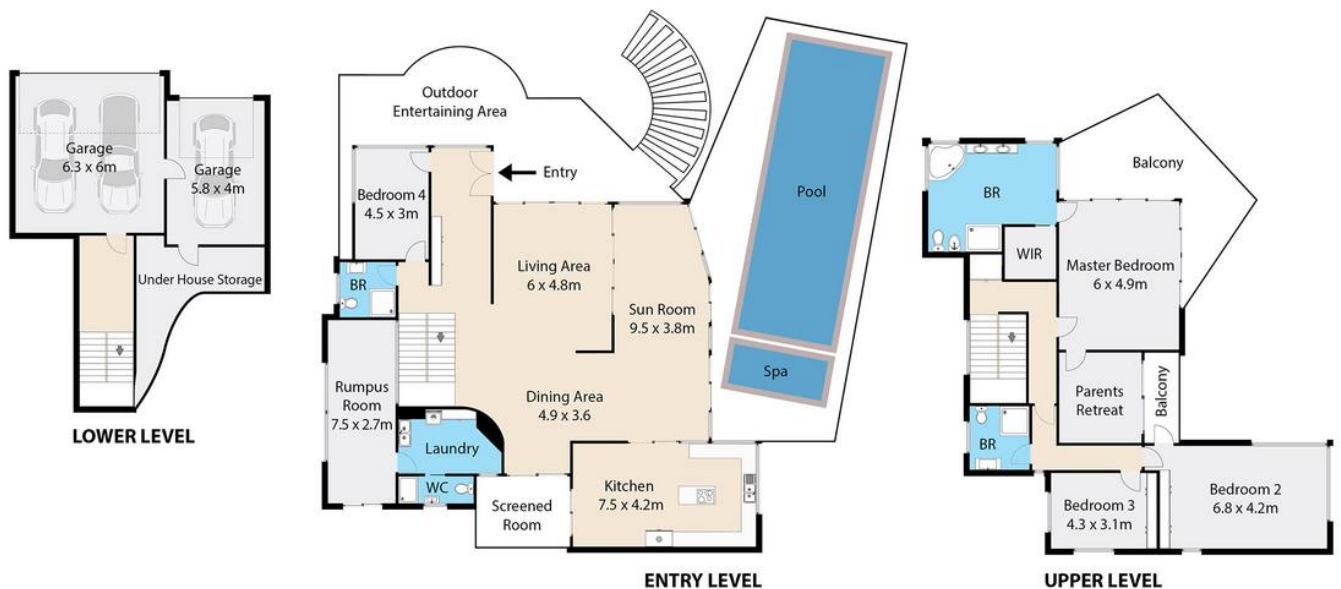 Garage
6.3 x 6m
Garage
5.8 x 4m
Under House Storage
LOWER LEVEL
Outdoor
Entertaining Area
Entry
Bedroom 4
4.5 x 3m
BR
Living Area
6 x 4.8m
Sun Room
9.5 x 3.8m
Pool
Spa
Rumpus
Room
7.5 x 2.7m
Dining Area
4.9 x 3.6
Laundry
WC
Screened
Room
Kitchen
7.5 x 4.2m
ENTRY LEVEL
Balcony
BR
WIR
Master Bedroom
6 x 4.9m
Parents
Retreat
Balcony
BR
Bedroom 3
4.3 x 3.1m
Bedroom 2
6.8 x 4.2m
UPPER LEVEL